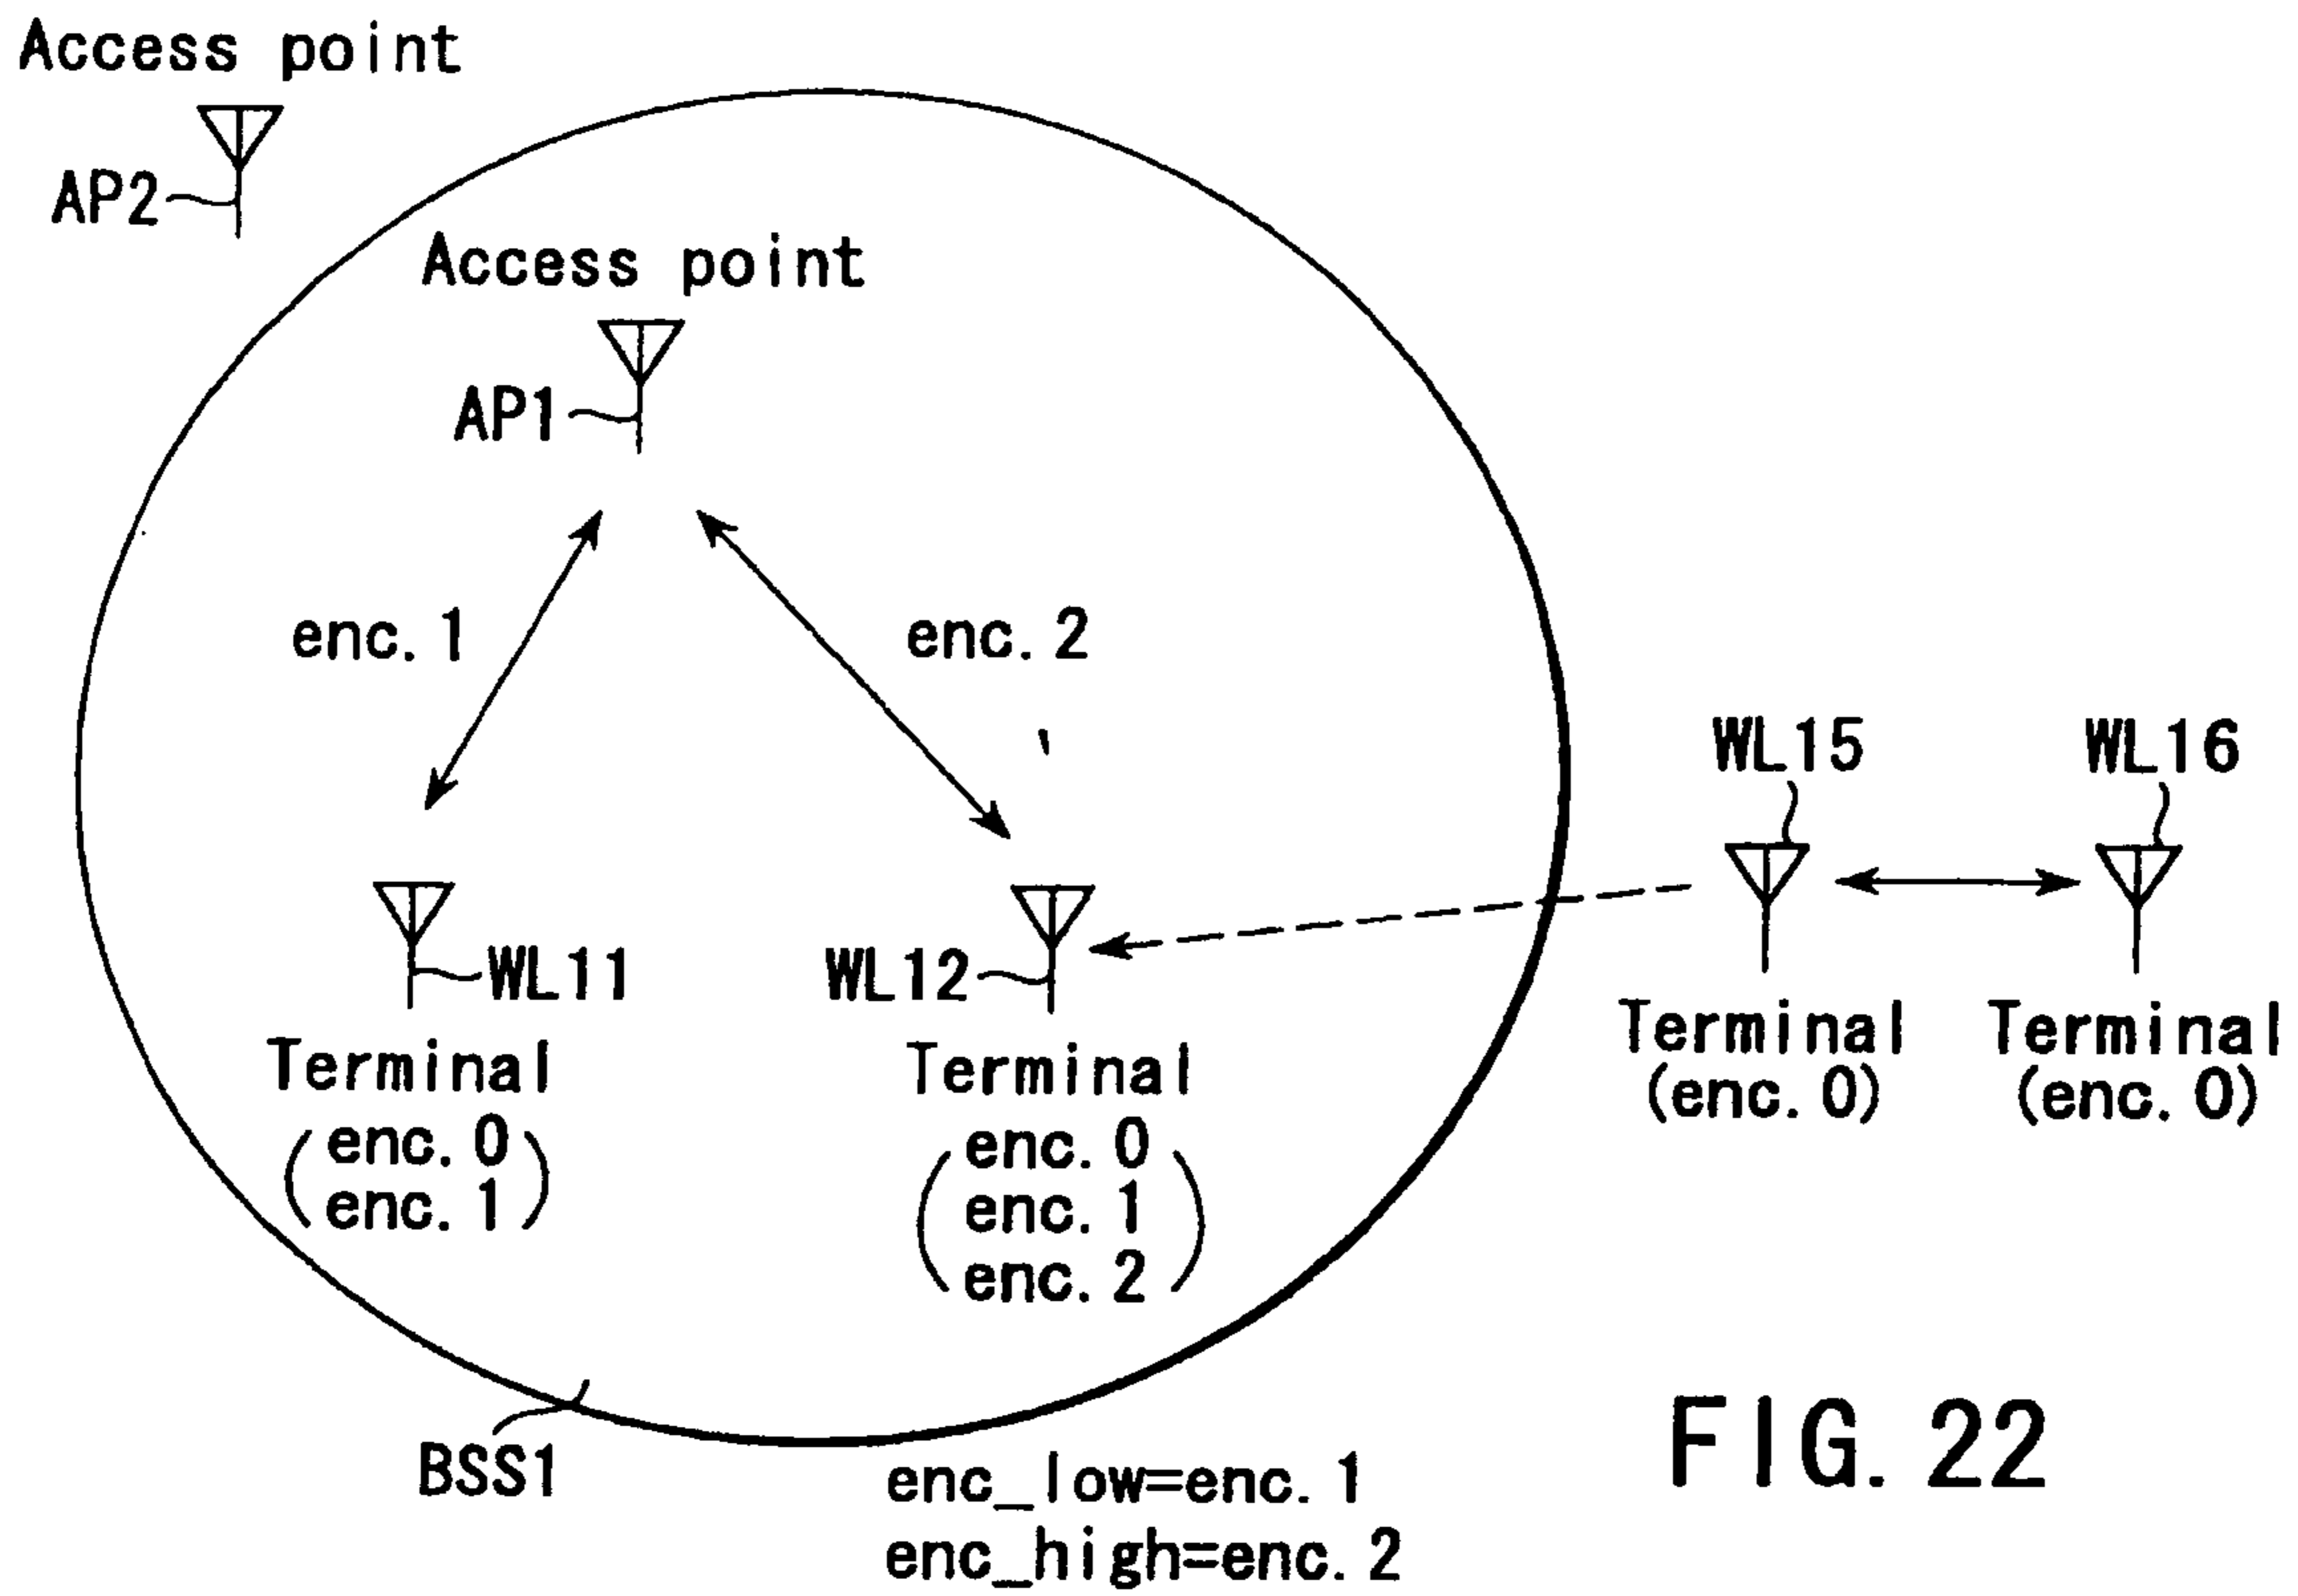 Access point
AP2
Access point
AP1
enc. 1
enc. 2
WL15
WL16
WL11
WL12
Terminal
(enc. 0)
Terminal
(enc. 0)
Terminal
(enc. 0
enc. 1)
Terminal
(enc. 0
enc. 1
enc. 2)
BSS1
enc_low=enc. 1
enc_high=enc. 2
FIG. 22